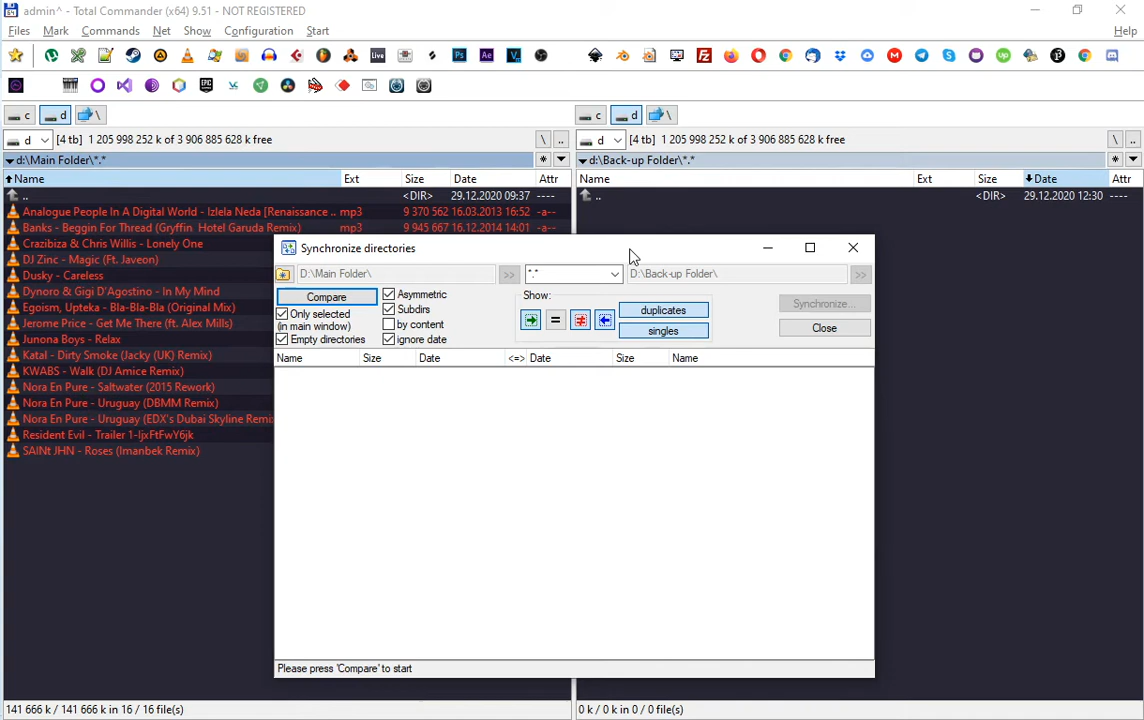 admin^ - Total Commander (x64) 9.51 - NOT REGISTERED
Files Mark Commands Net Show Configuration Start Help
c d \ c d \
d [4 tb] 1 205 998 252 k of 3 906 885 628 k free \ .. d [4 tb] 1 205 998 252 k of 3 906 885 628 k free \ ..
d:\Main Folder\*.* * d:\Back-up Folder\*.* *
Name Ext Size Date Attr Name Ext Size Date Attr
.. <DIR> 29.12.2020 09:37 ---- .. <DIR> 29.12.2020 12:30 ----
Analogue People In A Digital World - Izlela Neda [Renaissance .. mp3 9 370 562 16.03.2013 16:52 -a--
Banks - Beggin For Thread (Gryffin Hotel Garuda Remix) mp3 9 945 667 16.12.2014 14:01 -a--
Crazibiza & Chris Willis - Lonely One
DJ Zinc - Magic (Ft. Javeon)
Dusky - Careless
Dynoro & Gigi D'Agostino - In My Mind
Egoism, Upteka - Bla-Bla-Bla (Original Mix)
Jerome Price - Get Me There (ft. Alex Mills)
Junona Boys - Relax
Katal - Dirty Smoke (Jacky (UK) Remix)
KWABS - Walk (DJ Amice Remix)
Nora En Pure - Saltwater (2015 Rework)
Nora En Pure - Uruguay (DBMM Remix)
Nora En Pure - Uruguay (EDX's Dubai Skyline Remi
Resident Evil - Trailer 1-ljxFtFwY6jk
SAINt JHN - Roses (Imanbek Remix)
Synchronize directories
D:\Main Folder\ >> *.* D:\Back-up Folder\ >>
Compare
Asymmetric
Show:
Only selected
(in main window)
Subdirs
by content
Empty directories
ignore date
=
duplicates
singles
Synchronize...
Close
Name Size Date <=> Date Size Name
Please press 'Compare' to start
141 666 k / 141 666 k in 16 / 16 file(s) 0 k / 0 k in 0 / 0 file(s)